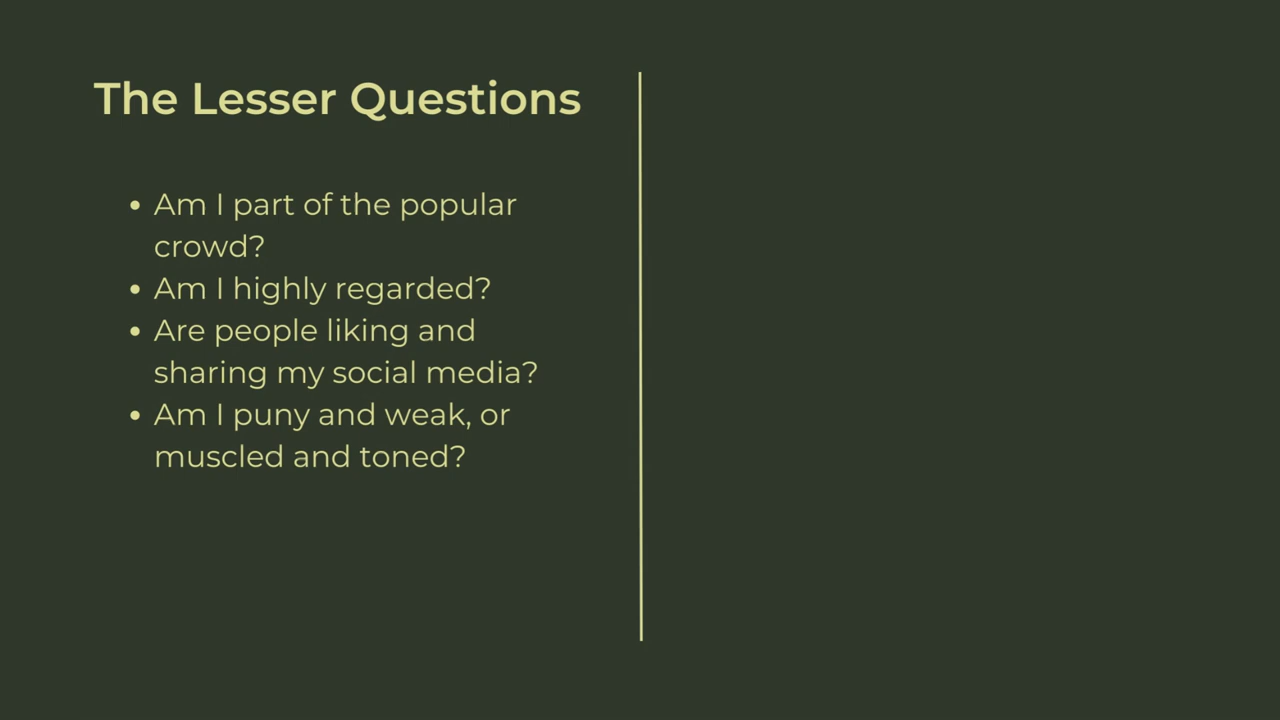 The Lesser Questions
• Am I part of the popular
crowd?
• Am I highly regarded?
• Are people liking and
sharing my social media?
• Am I puny and weak, or
muscled and toned?